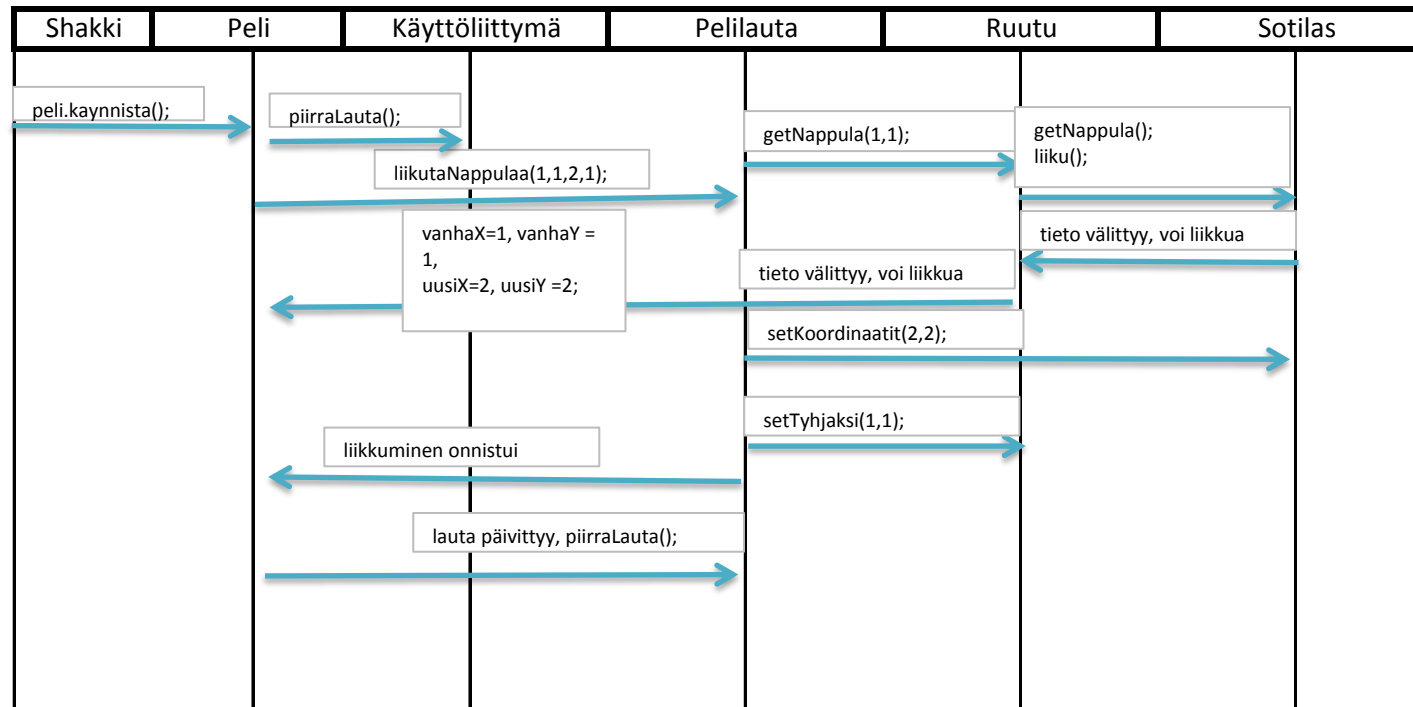 Shakki
Peli
Käyttöliittymä
Pelilauta
Ruutu
Sotilas
peli.kaynnista();
piirraLauta();
getNappula(1,1);
getNappula();
liiku();
liikutaNappulaa(1,1,2,1);
vanhaX=1, vanhaY =
1,
uusiX=2, uusiY =2;
tieto välittyy, voi liikkua
tieto välittyy, voi liikkua
setKoordinaatit(2,2);
setTyhjaksi(1,1);
liikkuminen onnistui
lauta päivittyy, piirraLauta();